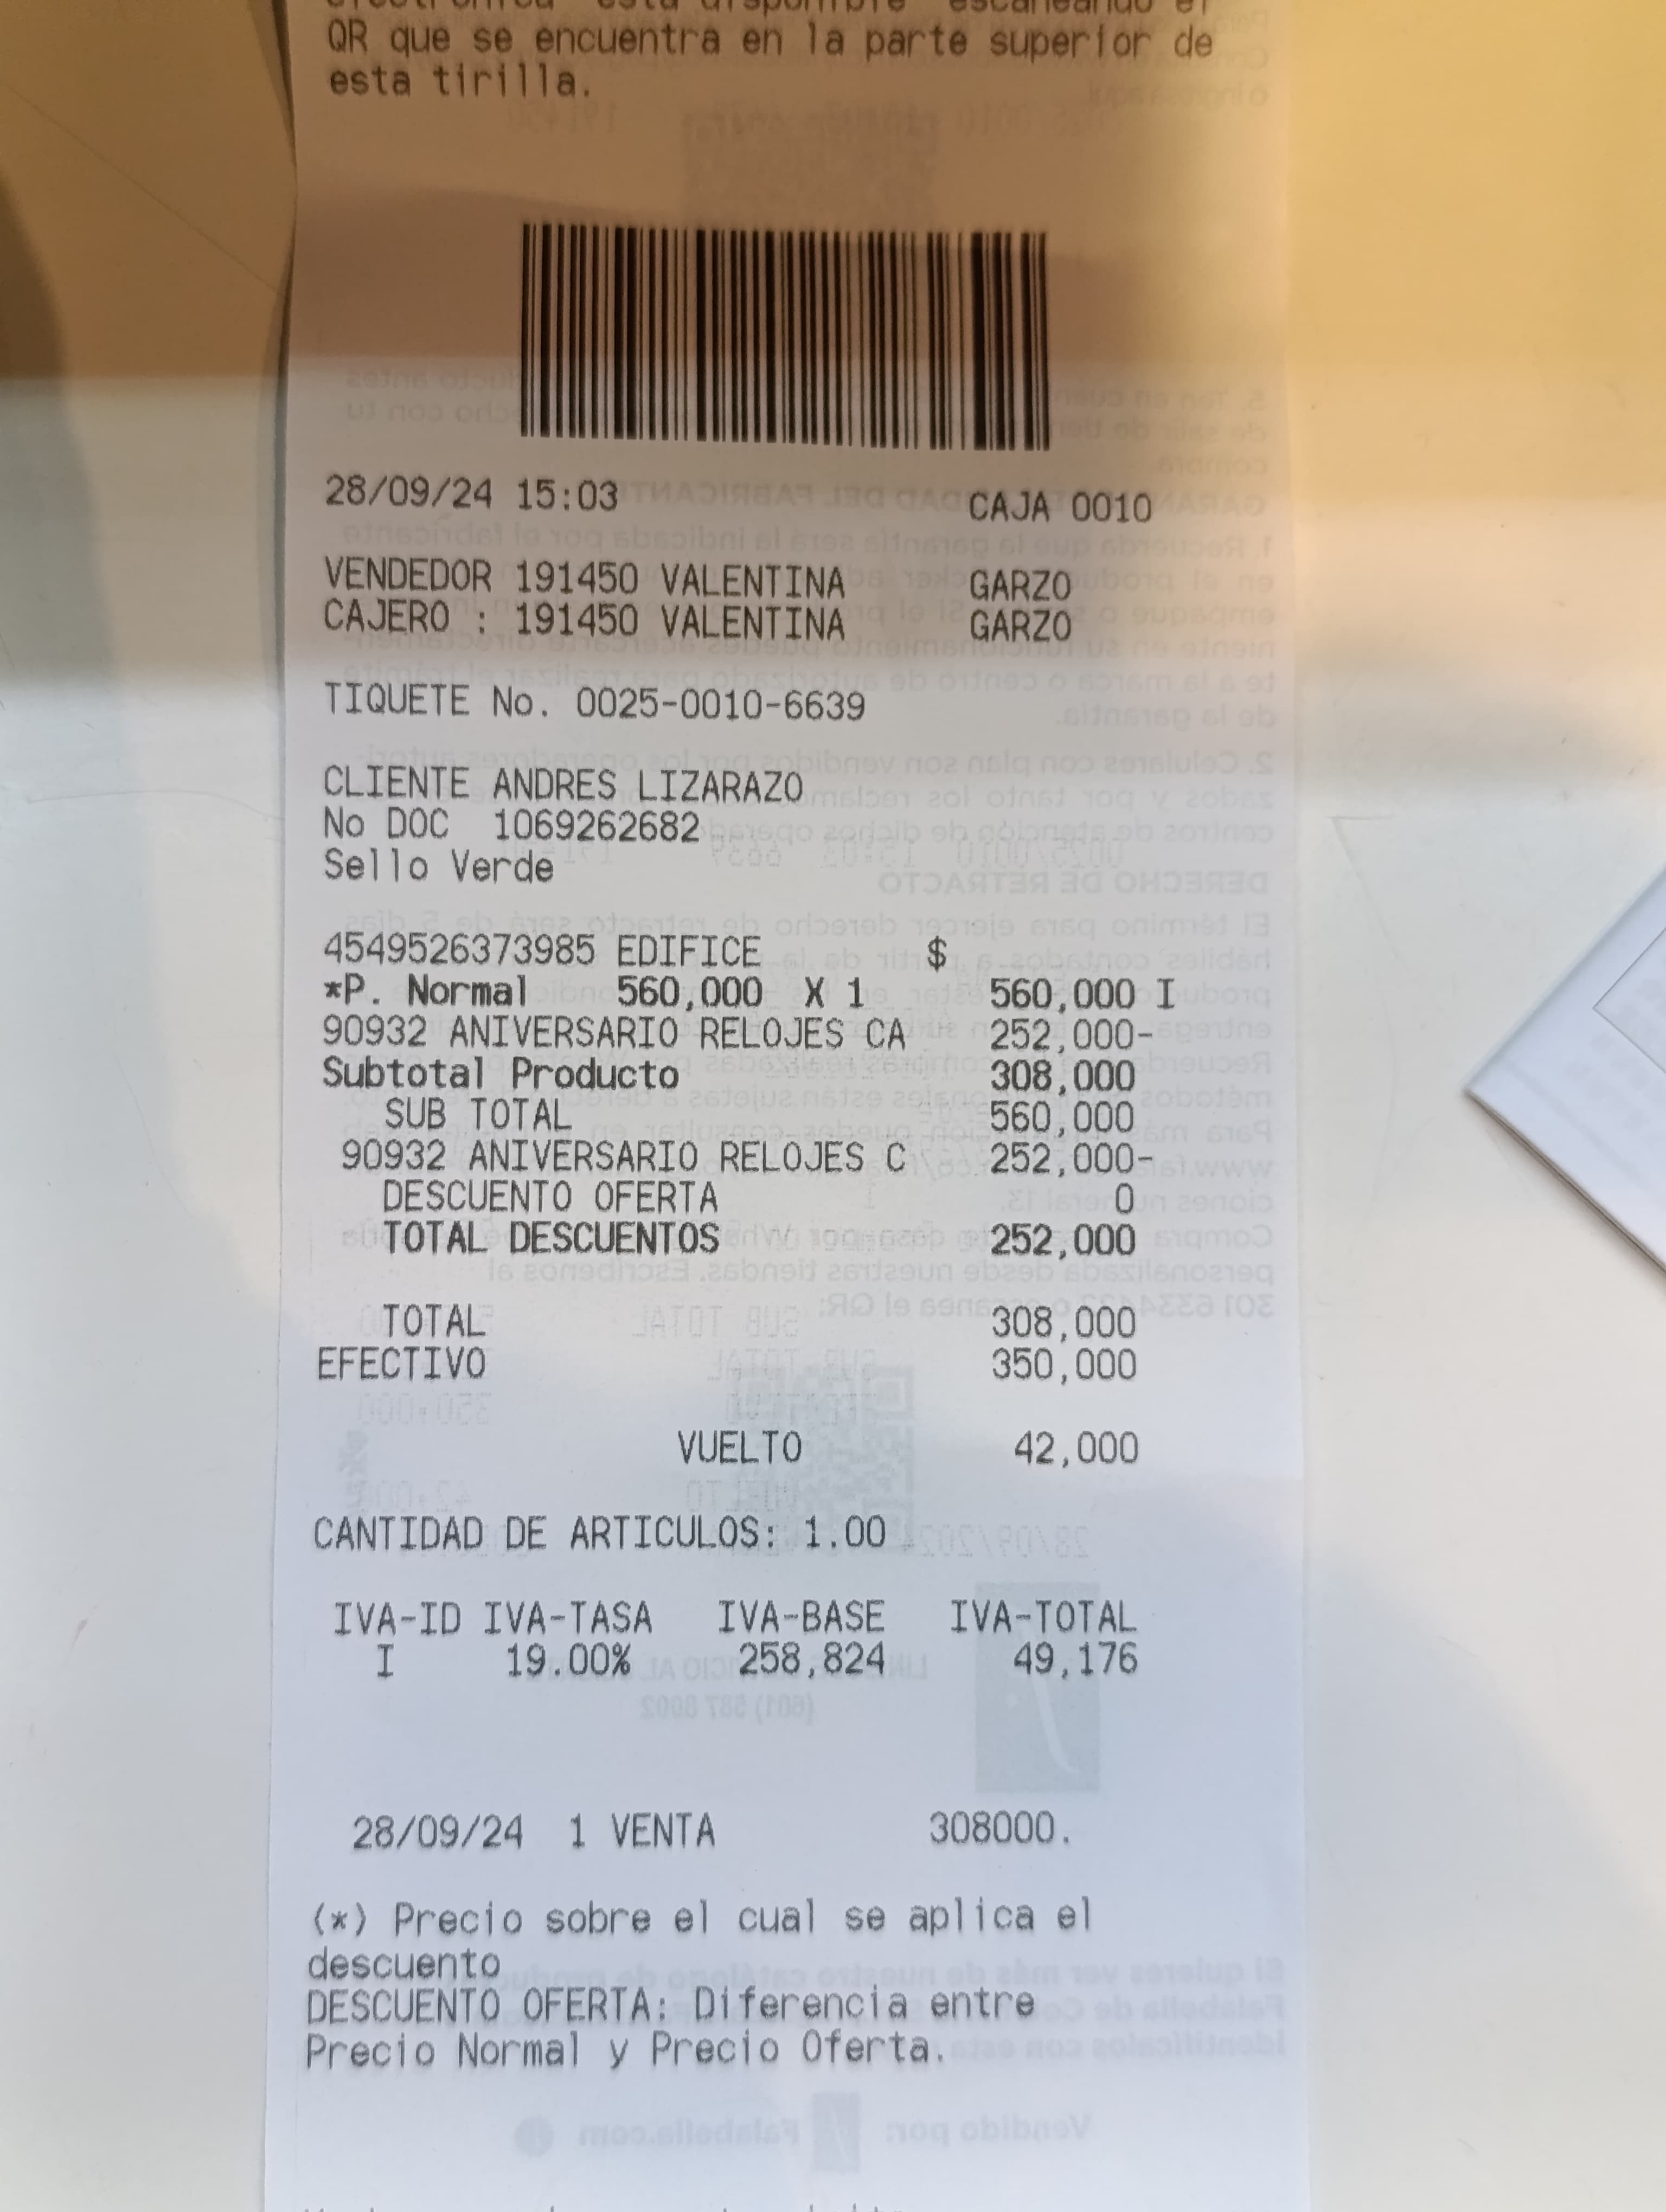 QR que se encuentra en la parte superior de
esta tirilla.
28/09/24 15:03 CAJA 0010
VENDEDOR 191450 VALENTINA GARZO
CAJERO : 191450 VALENTINA GARZO
TIQUETE No. 0025-0010-6639
CLIENTE ANDRES LIZARAZO
No DOC 1069262682
Sello Verde
4549526373985 EDIFICE $
*P. Normal 560,000 X 1 560,000 I
90932 ANIVERSARIO RELOJES CA 252,000-
Subtotal Producto 308,000
SUB TOTAL 560,000
90932 ANIVERSARIO RELOJES C 252,000-
DESCUENTO OFERTA 0
TOTAL DESCUENTOS 252,000
TOTAL 308,000
EFECTIVO 350,000
VUELTO 42,000
CANTIDAD DE ARTICULOS: 1.00
IVA-ID IVA-TASA IVA-BASE IVA-TOTAL
I 19.00% 258,824 49,176
28/09/24 1 VENTA 308000.
(*) Precio sobre el cual se aplica el
descuento
DESCUENTO OFERTA: Diferencia entre
Precio Normal y Precio Oferta.